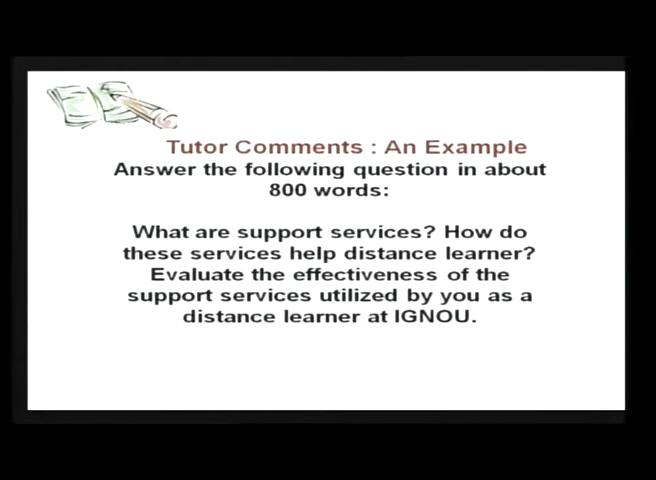 Tutor Comments : An Example
Answer the following question in about
800 words:
What are support services? How do
these services help distance learner?
Evaluate the effectiveness of the
support services utilized by you as a
distance learner at IGNOU.